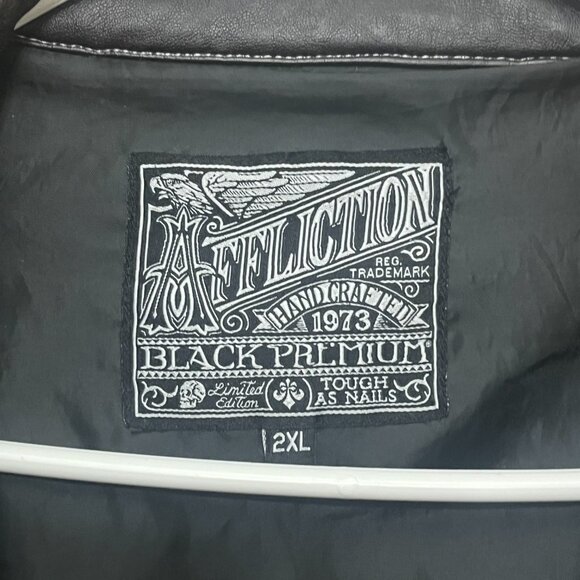 AFFLICTION
REG.
TRADEMARK
HAND CRAFTED
1973
BLACK PREMIUM®
Limited
Edition
TOUGH
AS NAILS
2XL